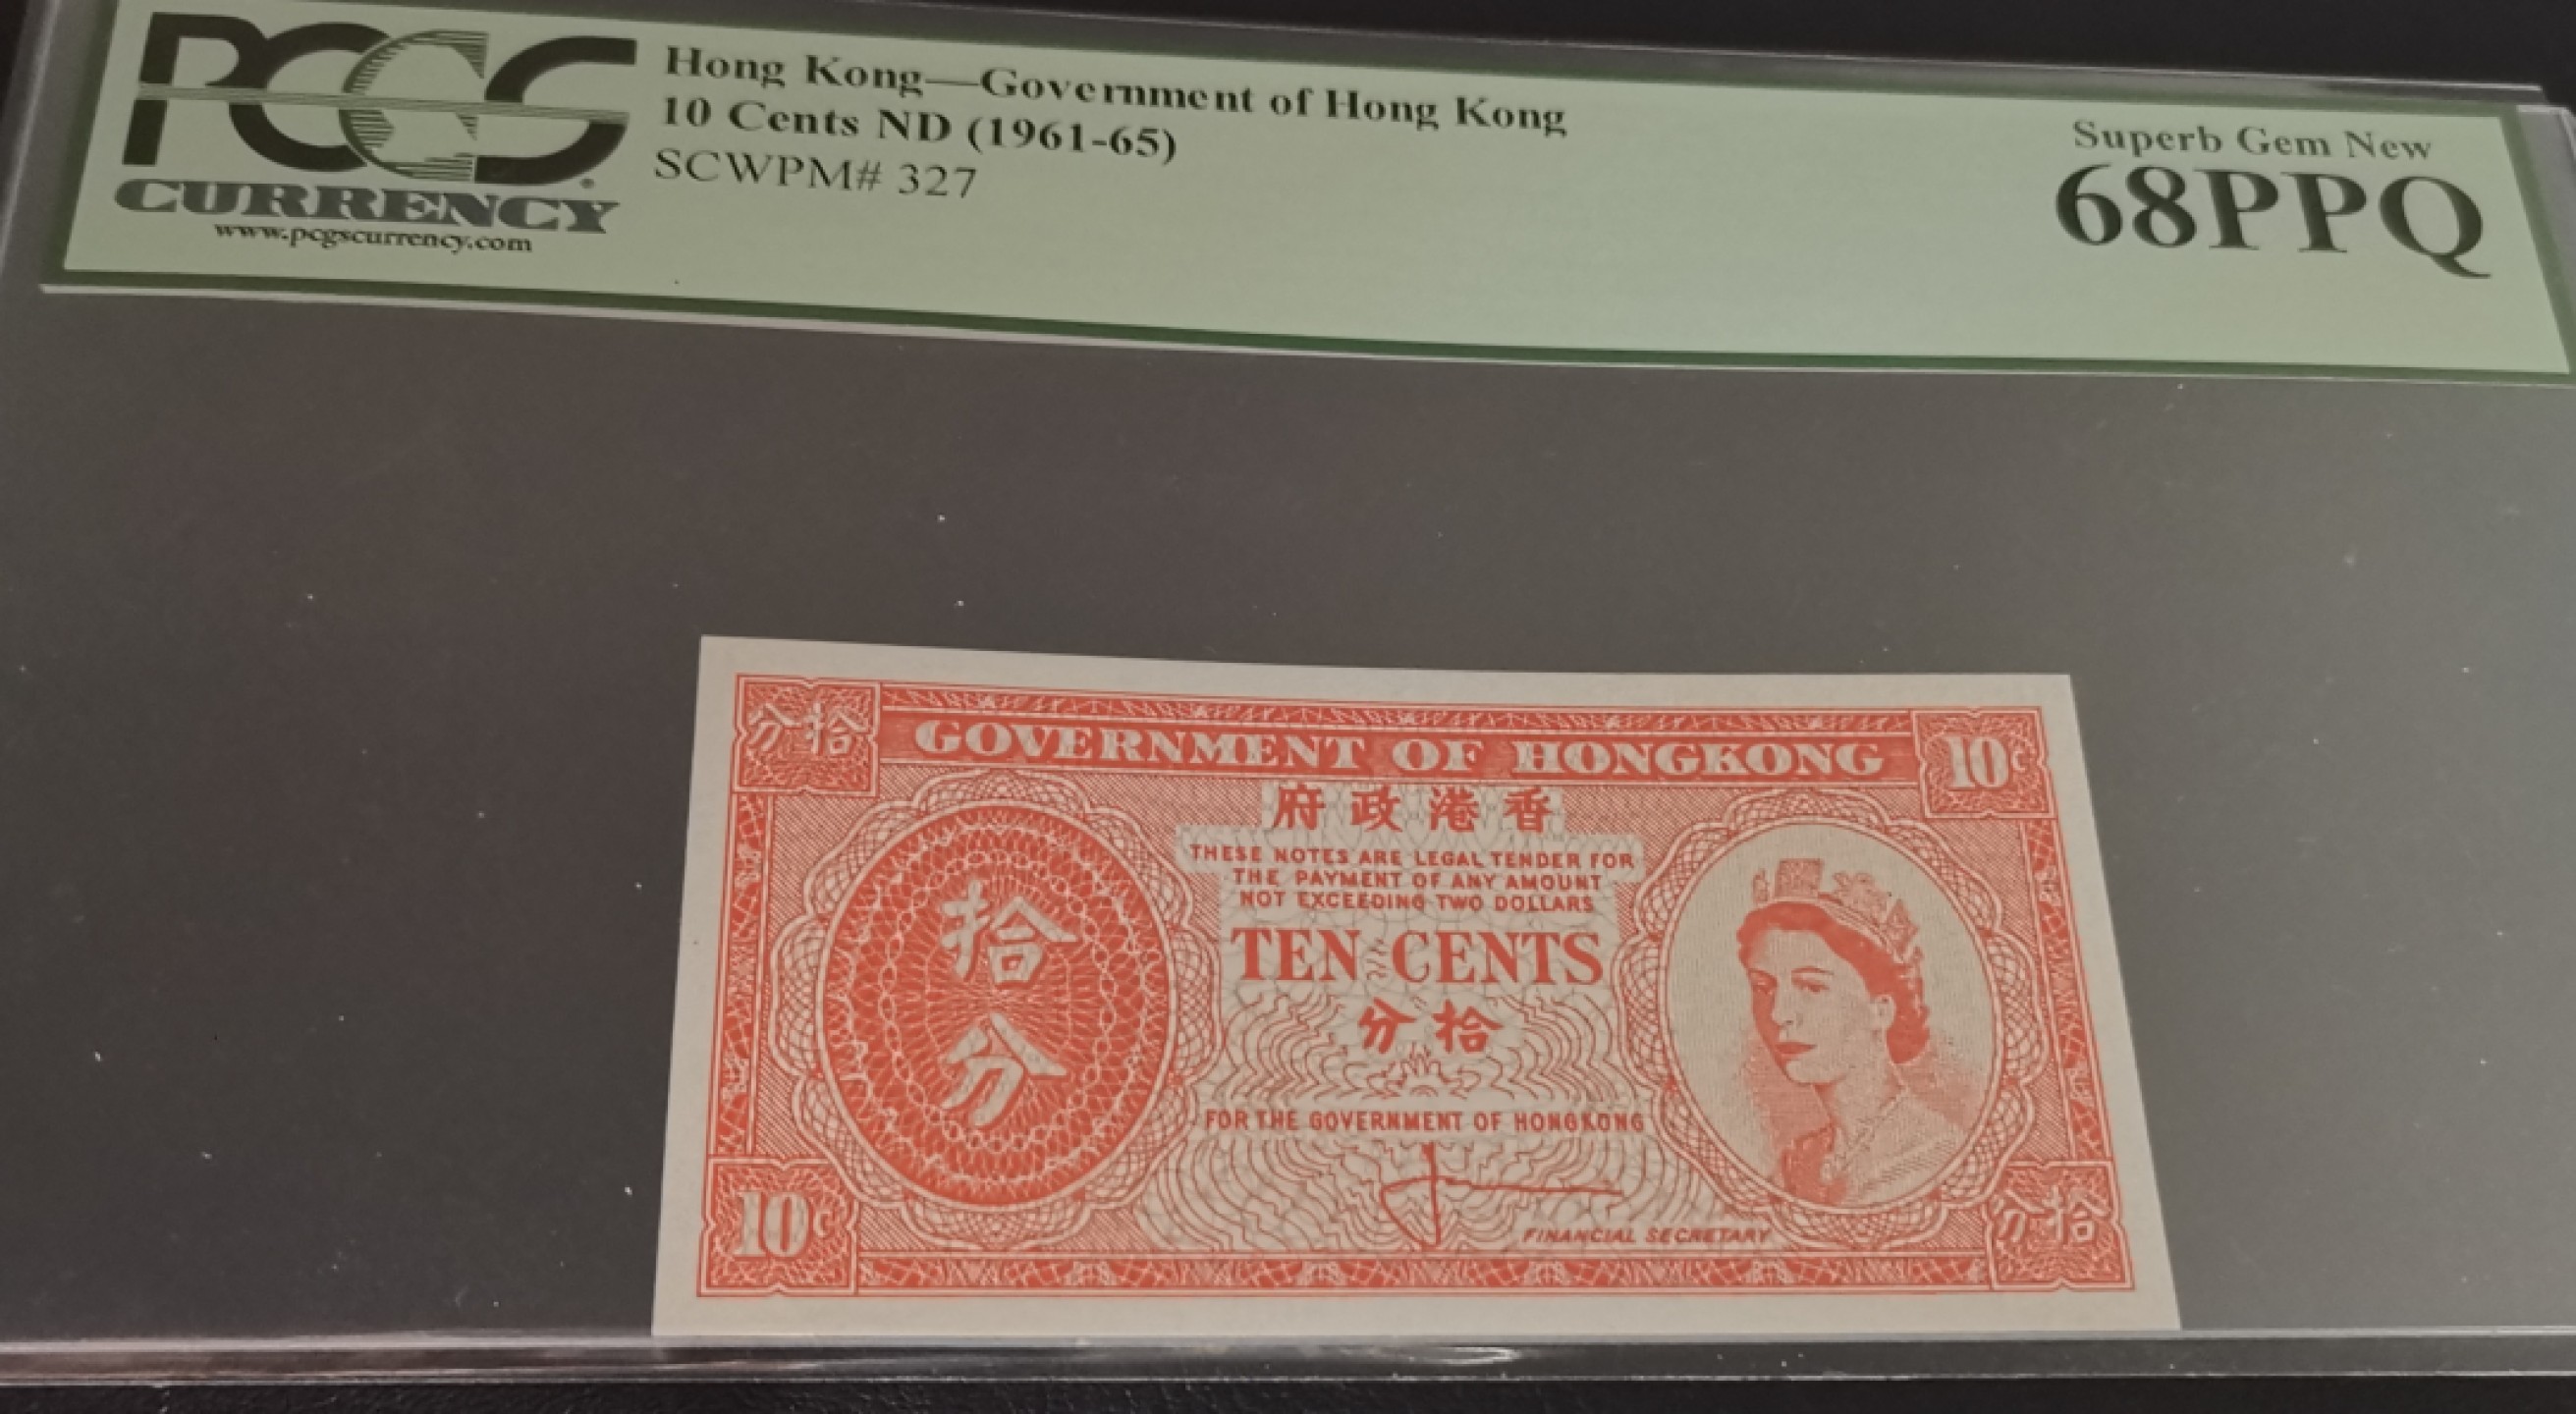 PCGS
CURRENCY
www.pcgscurrency.com
Hong Kong—Government of Hong Kong
10 Cents ND (1961-65)
SCWPM# 327
Superb Gem New
68PPQ
分拾
GOVERNMENT OF HONGKONG
10c
府政港香
THESE NOTES ARE LEGAL TENDER FOR
THE PAYMENT OF ANY AMOUNT
NOT EXCEEDING TWO DOLLARS
拾
分
TEN CENTS
分拾
FOR THE GOVERNMENT OF HONGKONG
10c
FINANCIAL SECRETARY
分拾